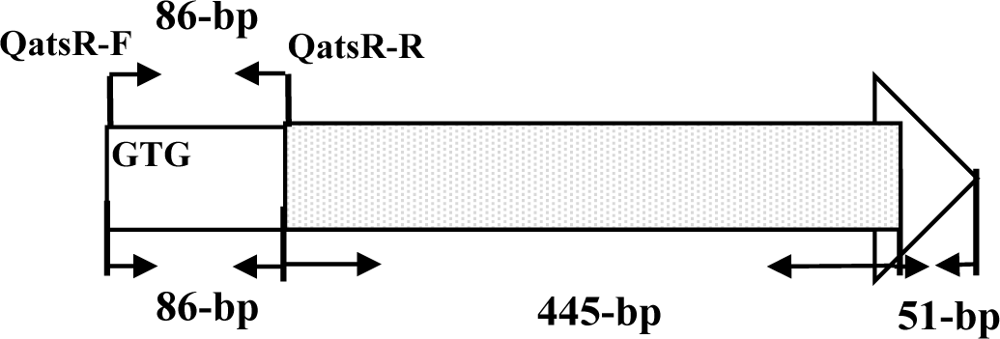 86-bp
QatsR-F
QatsR-R
GTG
86-bp
445-bp
51-bp